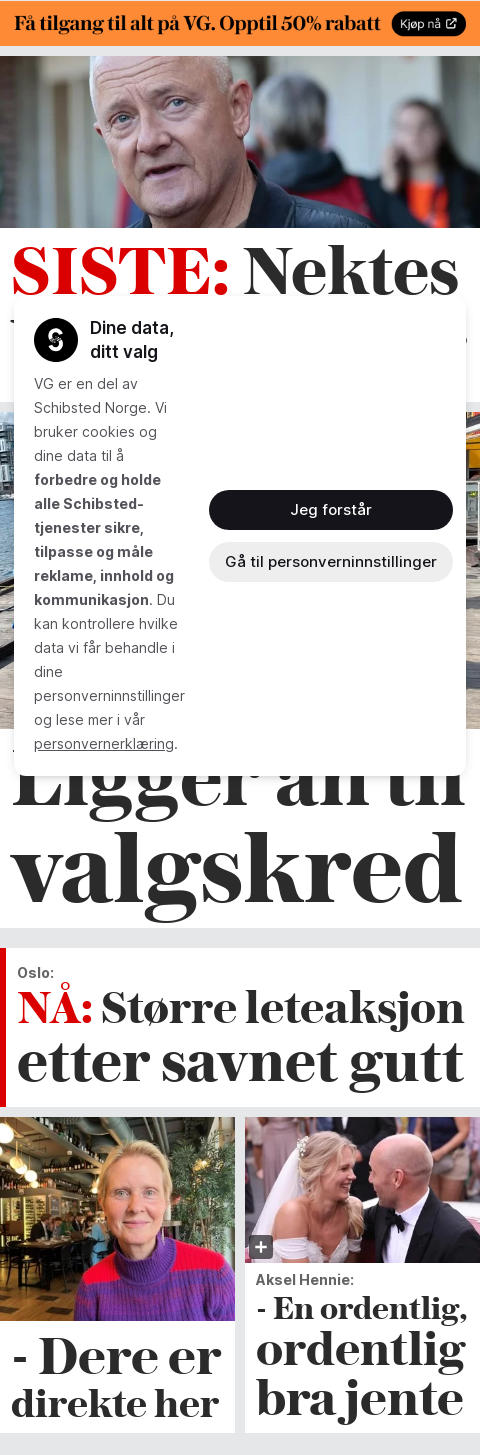 Få tilgang til alt på VG. Opptil 50% rabatt
Kjøp nå
SISTE: Nektes
Dine data,
ditt valg
VG er en del av
Schibsted Norge. Vi
bruker cookies og
dine data til å
forbedre og holde
alle Schibsted-
tjenester sikre,
tilpasse og måle
reklame, innhold og
kommunikasjon. Du
kan kontrollere hvilke
data vi får behandle i
dine
personverninnstillinger
og lese mer i vår
personvernerklæring.
Jeg forstår
Gå til personverninnstillinger
Ligger an til
valgskred
Oslo:
NÅ: Større leteaksjon
etter savnet gutt
- Dere er
direkte her
Aksel Hennie:
- En ordentlig,
ordentlig
bra jente